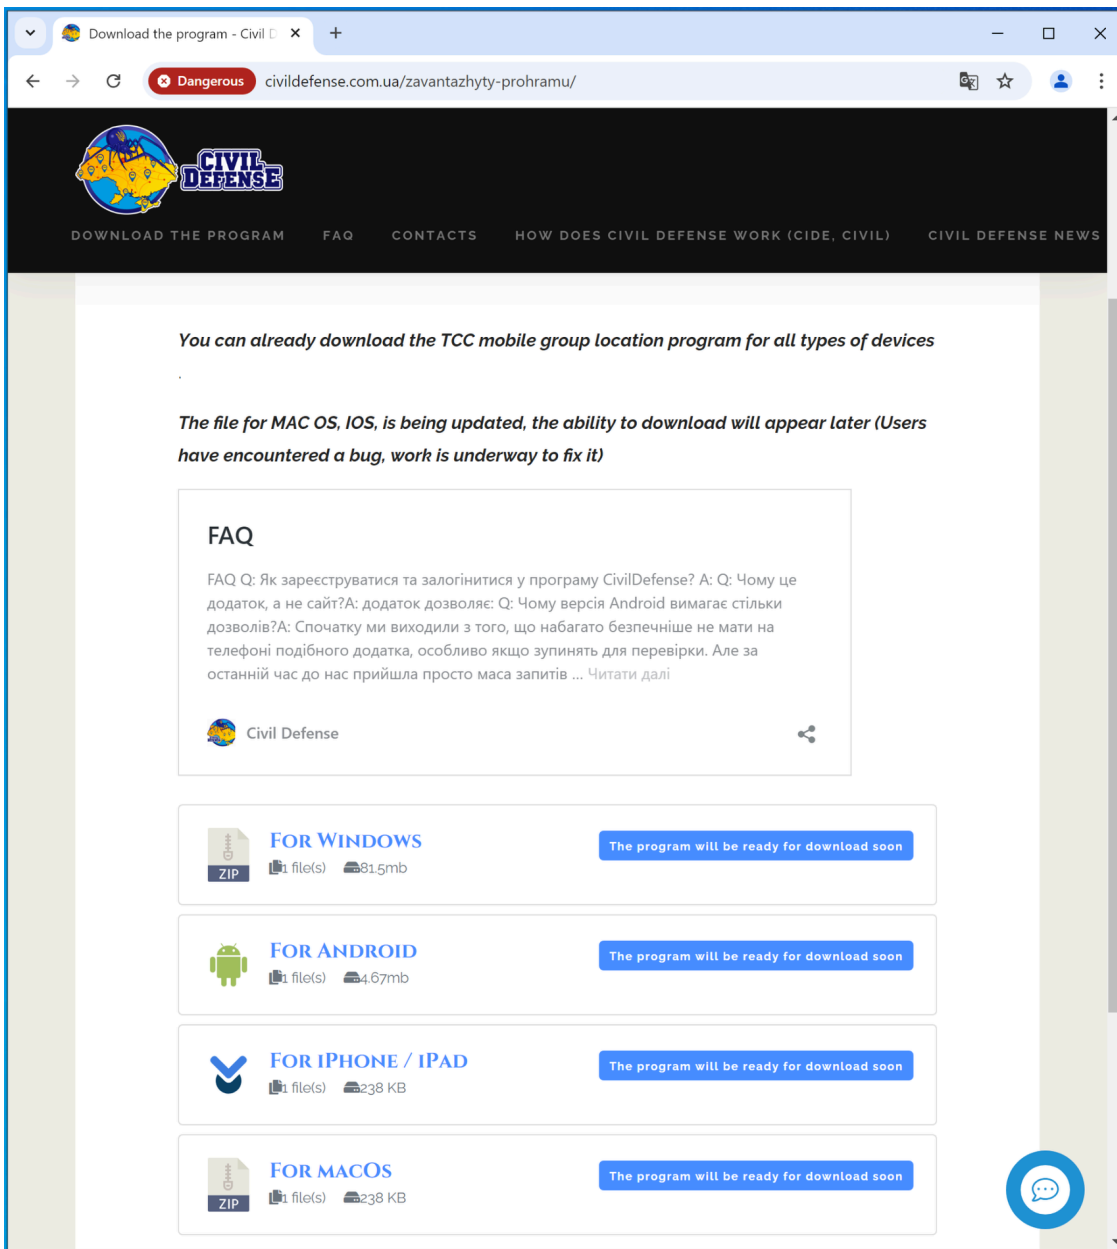 Download the program - Civil D
Dangerous
civildefense.com.ua/zavantazhyty-prohramu/
CIVIL
DEFENSE
DOWNLOAD THE PROGRAM FAQ CONTACTS HOW DOES CIVIL DEFENSE WORK (CIDE, CIVIL) CIVIL DEFENSE NEWS
You can already download the TCC mobile group location program for all types of devices
.
The file for MAC OS, IOS, is being updated, the ability to download will appear later (Users
have encountered a bug, work is underway to fix it)
FAQ
FAQ Q: Як зареєструватися та залогінитися у програму CivilDefense? A: Q: Чому це
додаток, а не сайт?A: додаток дозволяє: Q: Чому версія Android вимагає стільки
дозволів?A: Спочатку ми виходили з того, що набагато безпечніше не мати на
телефоні подібного додатка, особливо якщо зупинять для перевірки. Але за
останній час до нас прийшла просто маса запитів ... Читати далі
Civil Defense
ZIP
For Windows
1 file(s) 81.5mb
The program will be ready for download soon
For Android
1 file(s) 4.67mb
The program will be ready for download soon
For iPhone / iPad
1 file(s) 238 KB
The program will be ready for download soon
ZIP
For macOs
1 file(s) 238 KB
The program will be ready for download soon